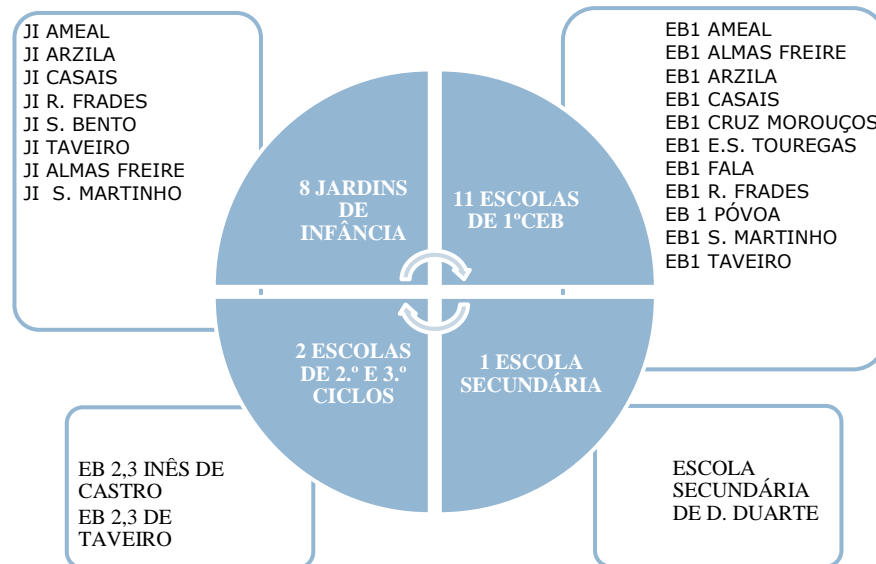 JI AMEAL
JI ARZILA
JI CASAIS
JI R. FRADES
JI S. BENTO
JI TAVEIRO
JI ALMAS FREIRE
JI S. MARTINHO
EB1 AMEAL
EB1 ALMAS FREIRE
EB1 ARZILA
EB1 CASAIS
EB1 CRUZ MOROUÇOS
EB1 E.S. TOUREGAS
EB1 FALA
EB1 R. FRADES
EB 1 PÓVOA
EB1 S. MARTINHO
EB1 TAVEIRO
8 JARDINS
DE
INFÂNCIA
11 ESCOLAS
DE 1ºCEB
2 ESCOLAS
DE 2.º E 3.º
CICLOS
1 ESCOLA
SECUNDÁRIA
EB 2,3 INÊS DE
CASTRO
EB 2,3 DE
TAVEIRO
ESCOLA
SECUNDÁRIA
DE D. DUARTE